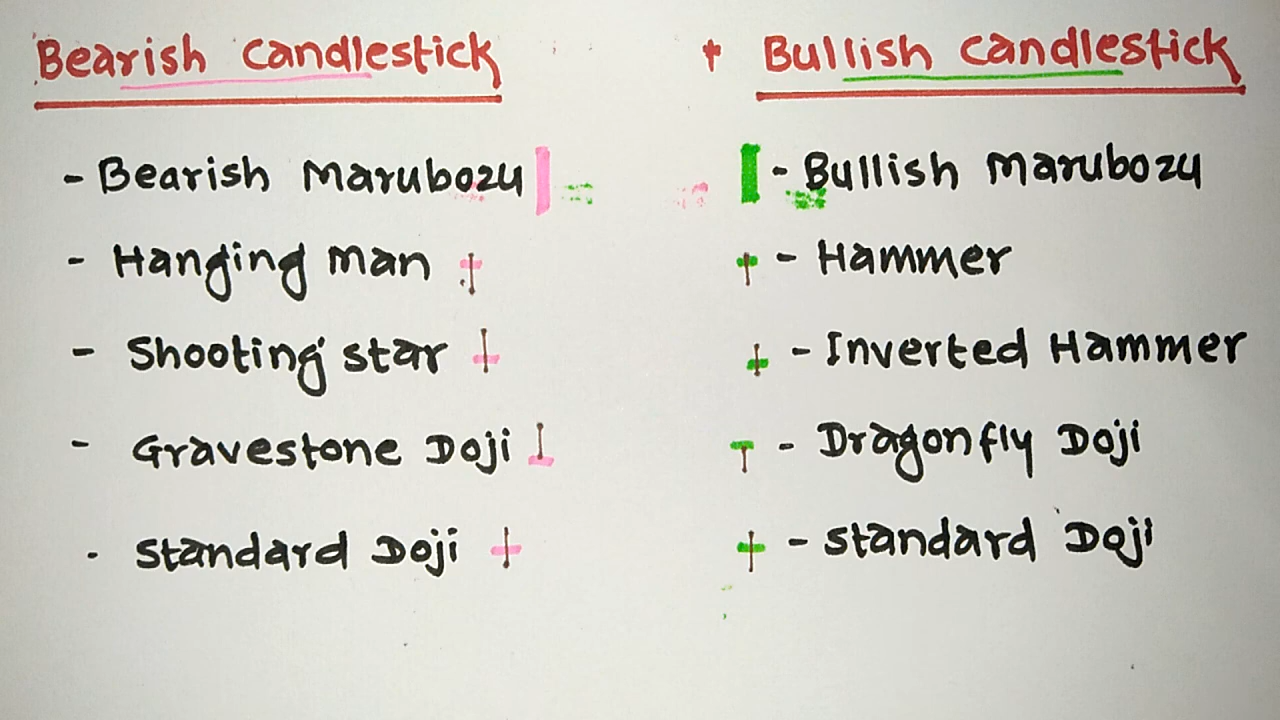 Bearish Candlestick
- Bearish Marubozu
- Hanging Man
- Shooting star
- Gravestone Doji
- Standard Doji
Bullish Candlestick
- Bullish Marubozu
- Hammer
- Inverted Hammer
- Dragonfly Doji
- Standard Doji